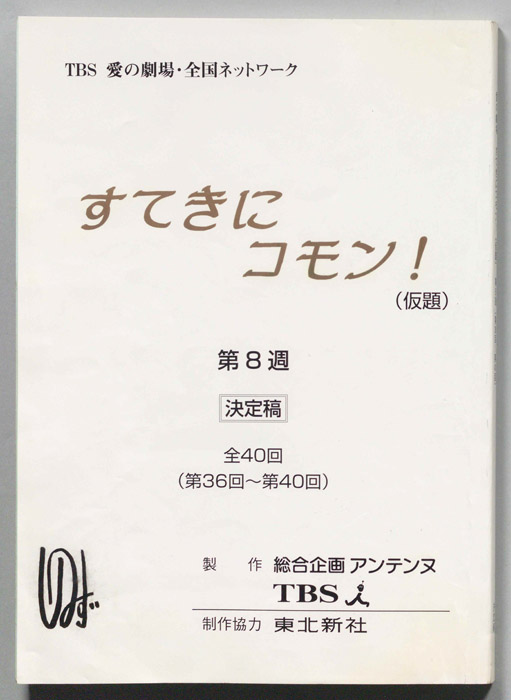 TBS 愛の劇場・全国ネットワーク
すてきに
コモン！
（仮題）
第８週
決定稿
全40回
（第36回〜第40回）
製　作　総合企画 アンテンヌ
TBS
制作協力　東北新社